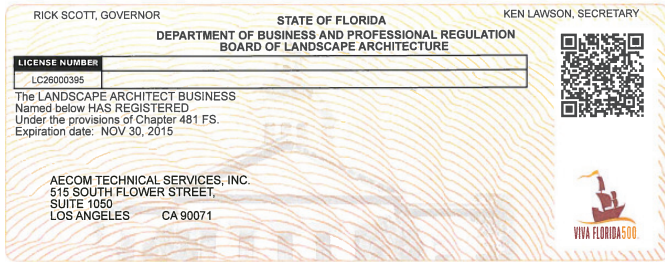 RICK SCOTT, GOVERNOR
KEN LAWSON, SECRETARY
STATE OF FLORIDA
DEPARTMENT OF BUSINESS AND PROFESSIONAL REGULATION
BOARD OF LANDSCAPE ARCHITECTURE
LICENSE NUMBER
LC26000395
The LANDSCAPE ARCHITECT BUSINESS
Named below HAS REGISTERED
Under the provisions of Chapter 481 FS.
Expiration date: NOV 30, 2015
AECOM TECHNICAL SERVICES, INC.
515 SOUTH FLOWER STREET,
SUITE 1050
LOS ANGELES CA 90071
VIVA FLORIDA 500